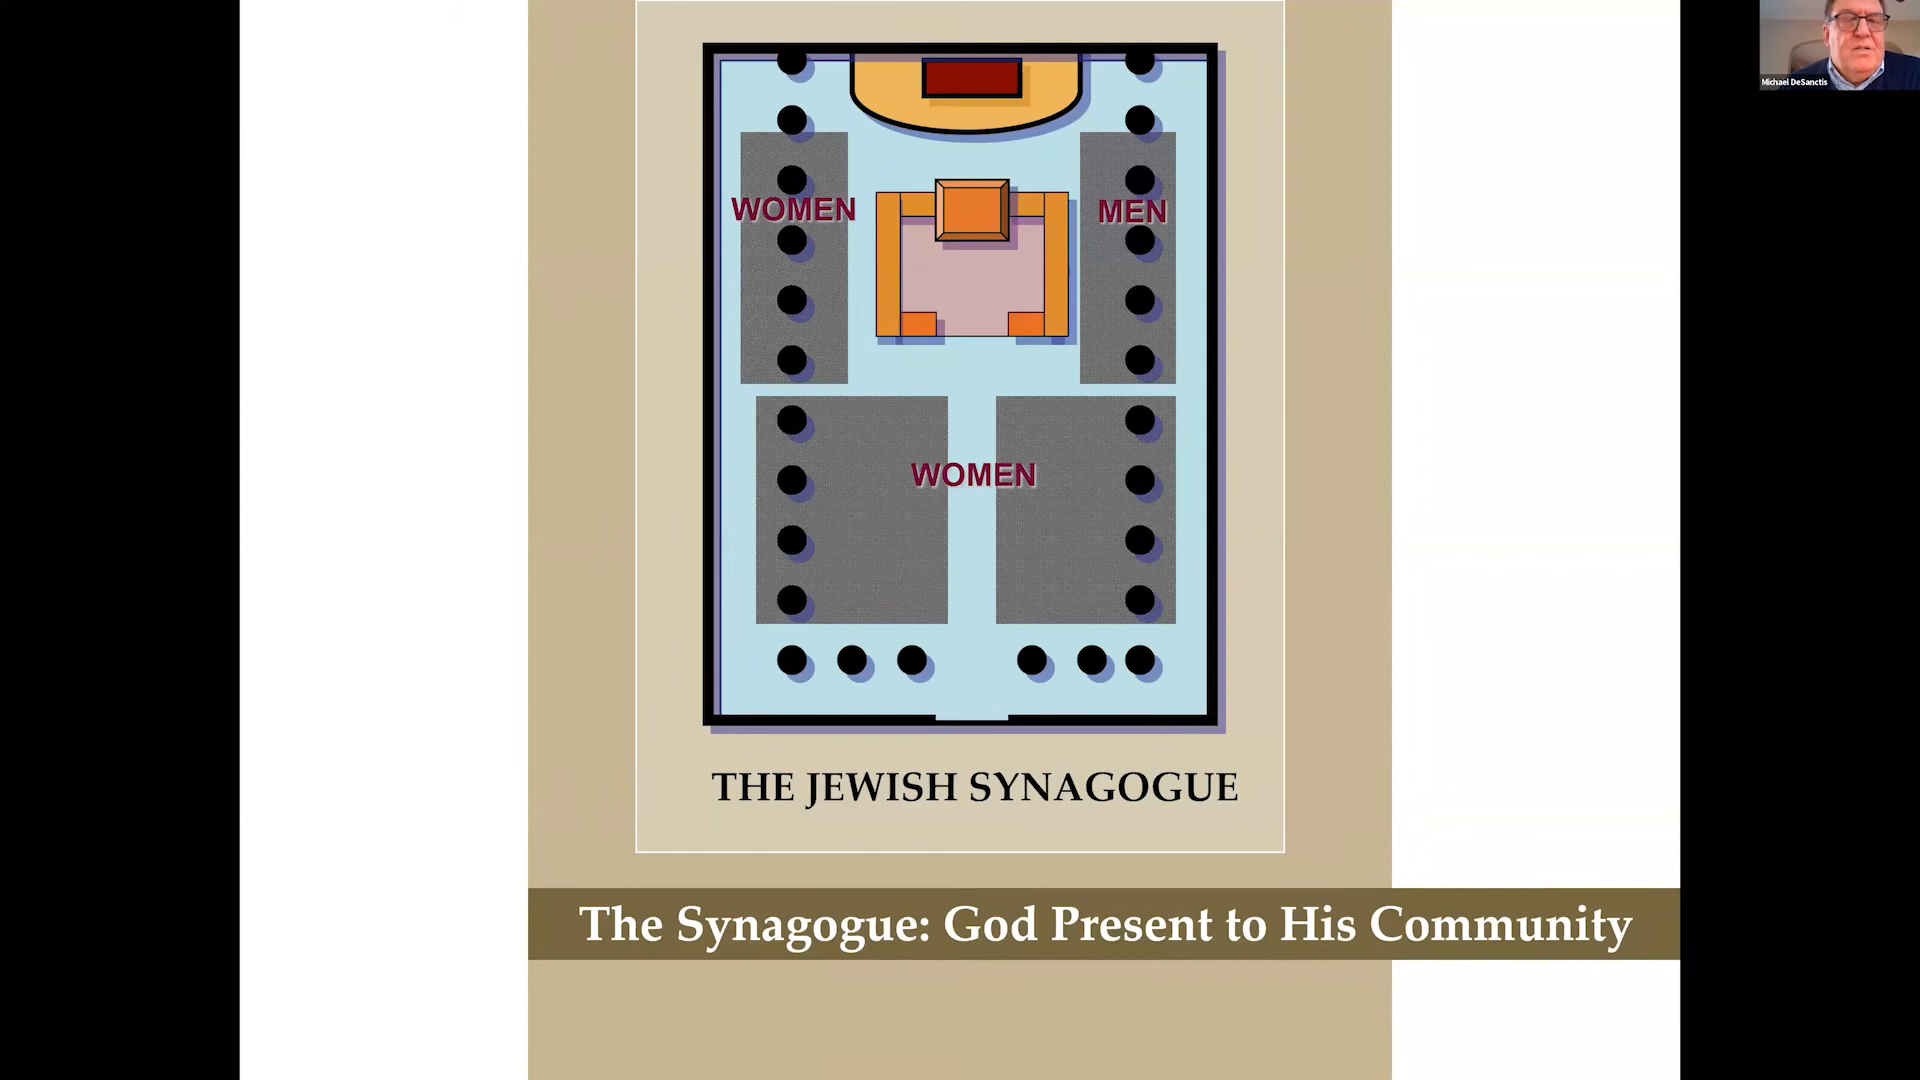 Michael DeSanctis
WOMEN
MEN
WOMEN
THE JEWISH SYNAGOGUE
The Synagogue: God Present to His Community